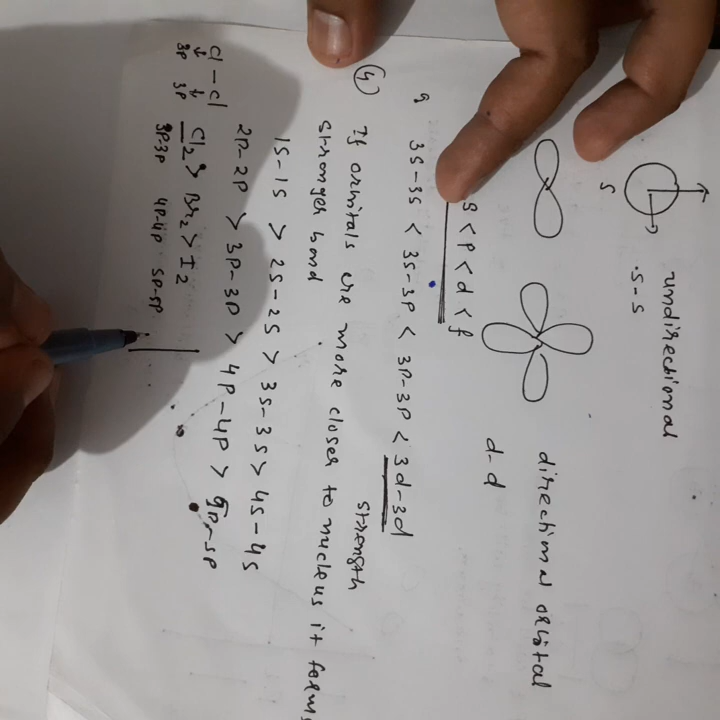 undirectional
S
S-S
directional orbital
d-d
S < P < d < f
3S-3S < 3S-3P < 3P-3P < 3d-3d
strength
④ If orbitals are more closer to nucleus it forms
stronger bond
1S-1S > 2S-2S > 3S-3S > 4S-4S
2P-2P > 3P-3P > 4P-4P > 5P-5P
Cl-Cl Cl2 > Br2 > I2
3P 3P 3P-3P 4P-4P 5P-5P